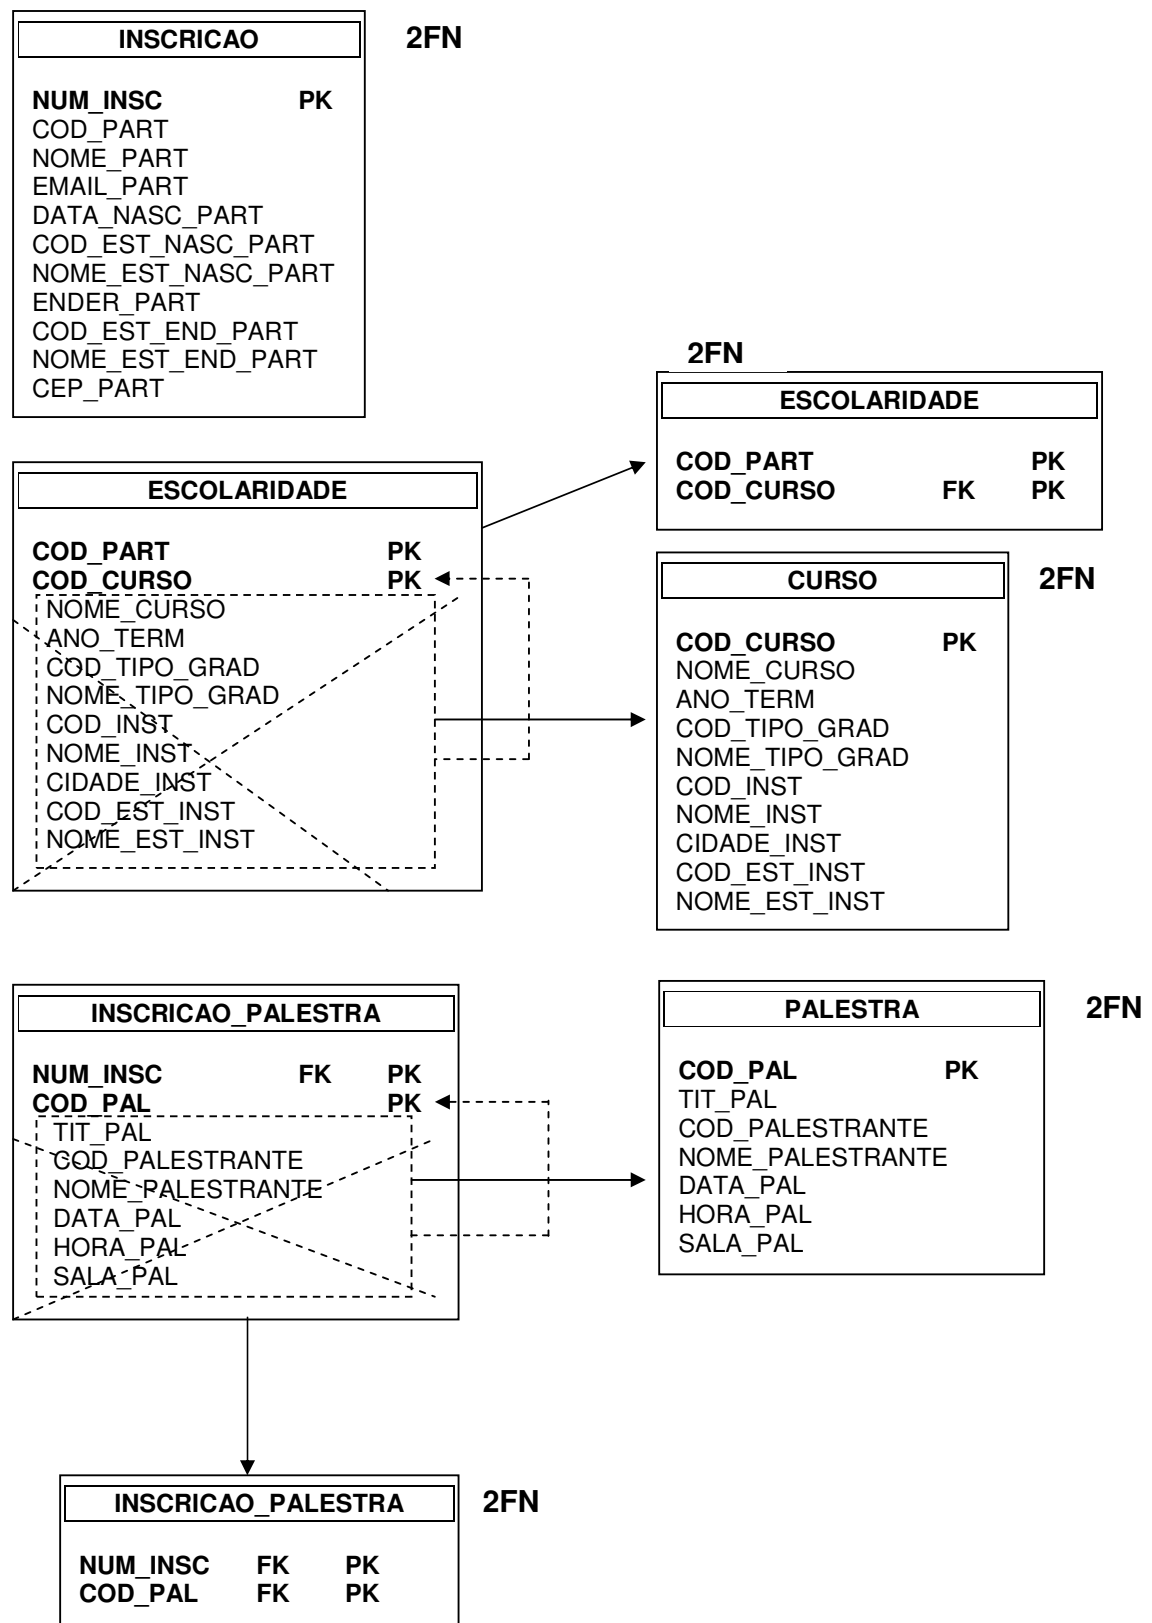 INSCRICAO
2FN
NUM_INSC PK
COD_PART
NOME_PART
EMAIL_PART
DATA_NASC_PART
COD_EST_NASC_PART
NOME_EST_NASC_PART
ENDER_PART
COD_EST_END_PART
NOME_EST_END_PART
CEP_PART
2FN
ESCOLARIDADE
COD_PART PK
COD_CURSO FK PK
ESCOLARIDADE
COD_PART PK
COD_CURSO PK
NOME_CURSO
ANO_TERM
COD_TIPO_GRAD
NOME_TIPO_GRAD
COD_INST
NOME_INST
CIDADE_INST
COD_EST_INST
NOME_EST_INST
CURSO
2FN
COD_CURSO PK
NOME_CURSO
ANO_TERM
COD_TIPO_GRAD
NOME_TIPO_GRAD
COD_INST
NOME_INST
CIDADE_INST
COD_EST_INST
NOME_EST_INST
INSCRICAO_PALESTRA
NUM_INSC FK PK
COD_PAL PK
TIT_PAL
COD_PALESTRANTE
NOME_PALESTRANTE
DATA_PAL
HORA_PAL
SALA_PAL
PALESTRA
2FN
COD_PAL PK
TIT_PAL
COD_PALESTRANTE
NOME_PALESTRANTE
DATA_PAL
HORA_PAL
SALA_PAL
INSCRICAO_PALESTRA
2FN
NUM_INSC FK PK
COD_PAL FK PK